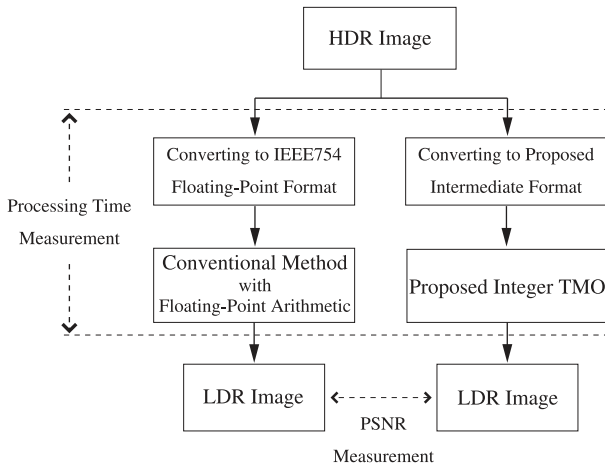 HDR Image
Converting to IEEE754
Floating-Point Format
Converting to Proposed
Intermediate Format
Processing Time
Measurement
Conventional Method
with
Floating-Point Arithmetic
Proposed Integer TMO
LDR Image
LDR Image
PSNR
Measurement